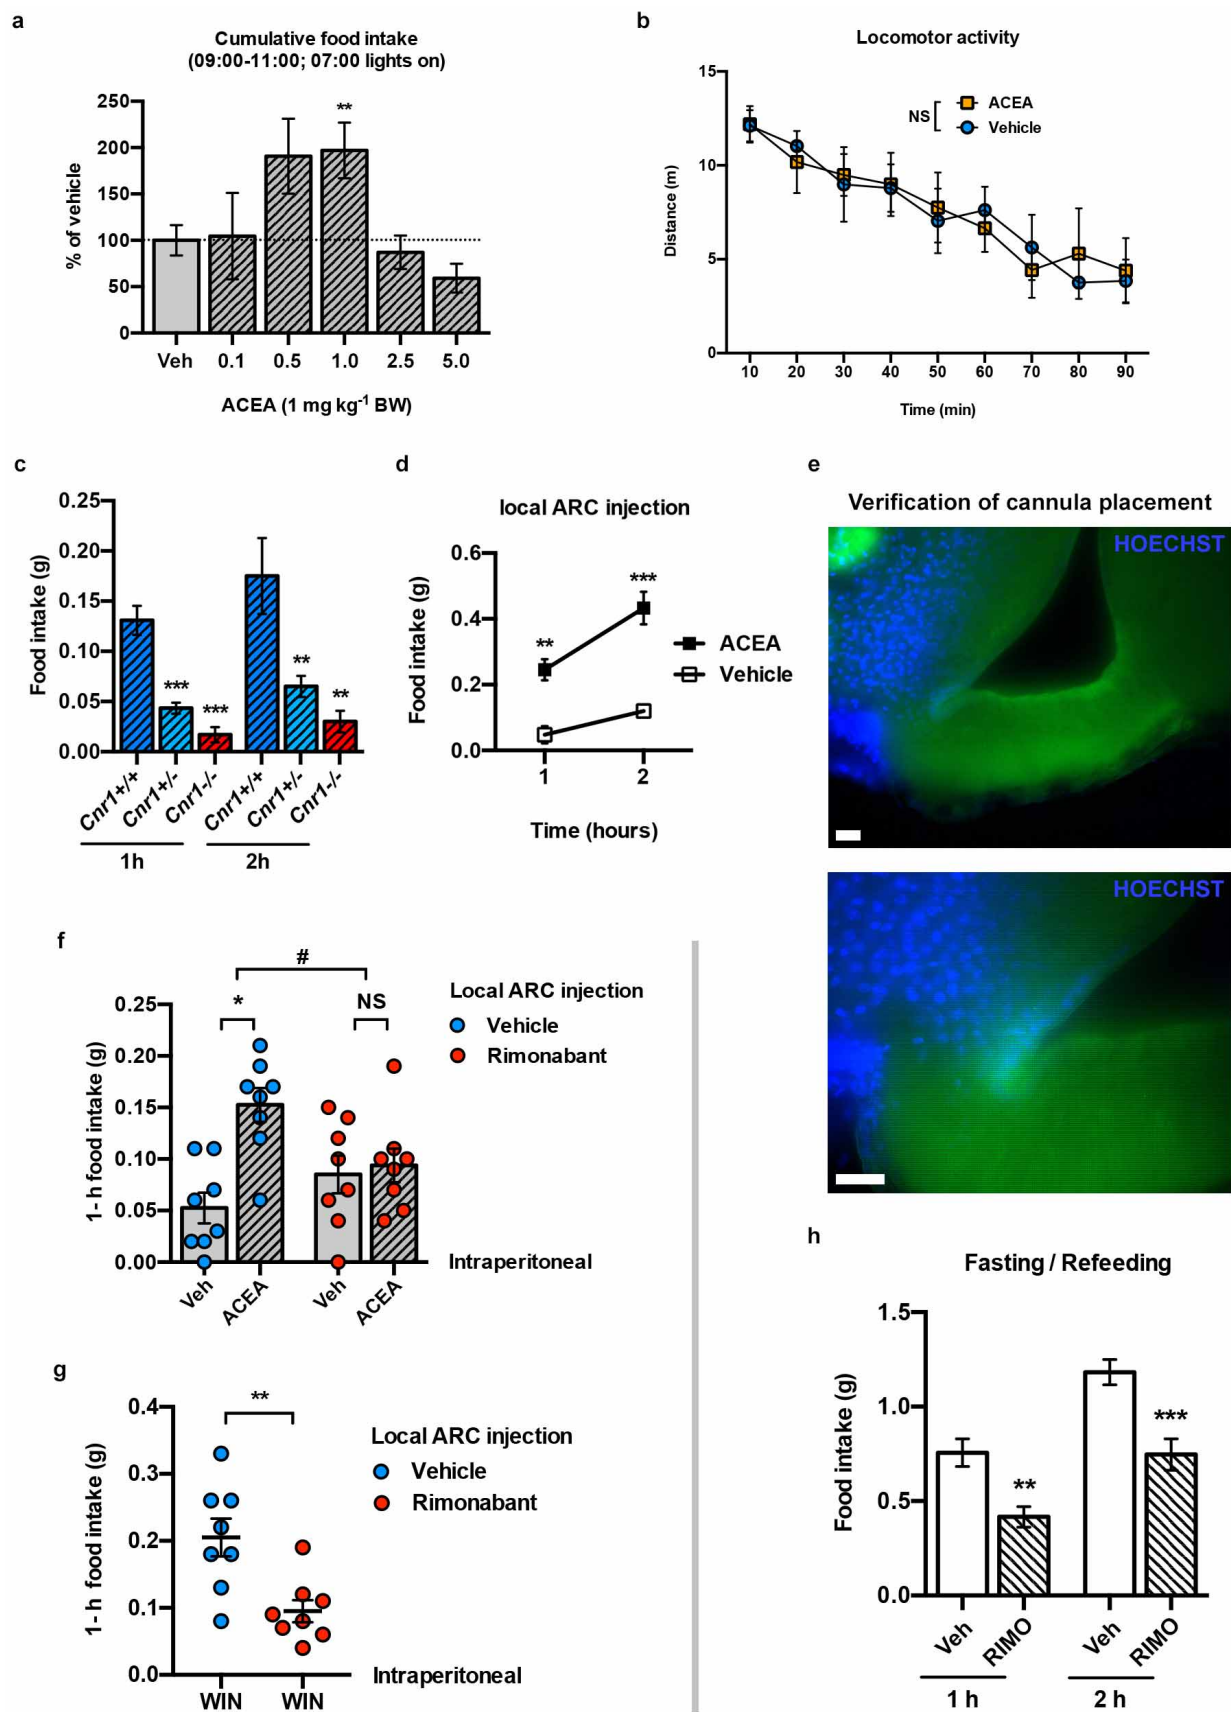 a
Cumulative food intake
(09:00-11:00; 07:00 lights on)
% of vehicle
250
200
150
100
50
0
Veh 0.1 0.5 1.0 2.5 5.0
**
ACEA (1 mg kg-1 BW)
b
Locomotor activity
Distance (m)
15
10
5
0
NS
ACEA
Vehicle
10 20 30 40 50 60 70 80 90
Time (min)
c
Food intake (g)
0.25
0.20
0.15
0.10
0.05
0.00
*** *** ** **
Cnr1+/+ Cnr1+/- Cnr1-/- Cnr1+/+ Cnr1+/- Cnr1-/-
1h 2h
d
local ARC injection
Food intake (g)
0.6
0.4
0.2
0.0
** ***
ACEA
Vehicle
1 2
Time (hours)
e
Verification of cannula placement
HOECHST
HOECHST
f
#
* NS
1- h food intake (g)
0.25
0.20
0.15
0.10
0.05
0.00
Local ARC injection
Vehicle
Rimonabant
Veh ACEA Veh ACEA
Intraperitoneal
g
**
1- h food intake (g)
0.4
0.3
0.2
0.1
0.0
Local ARC injection
Vehicle
Rimonabant
WIN WIN
Intraperitoneal
h
Fasting / Refeeding
Food intake (g)
1.5
1.0
0.5
0.0
** ***
Veh RIMO Veh RIMO
1 h 2 h